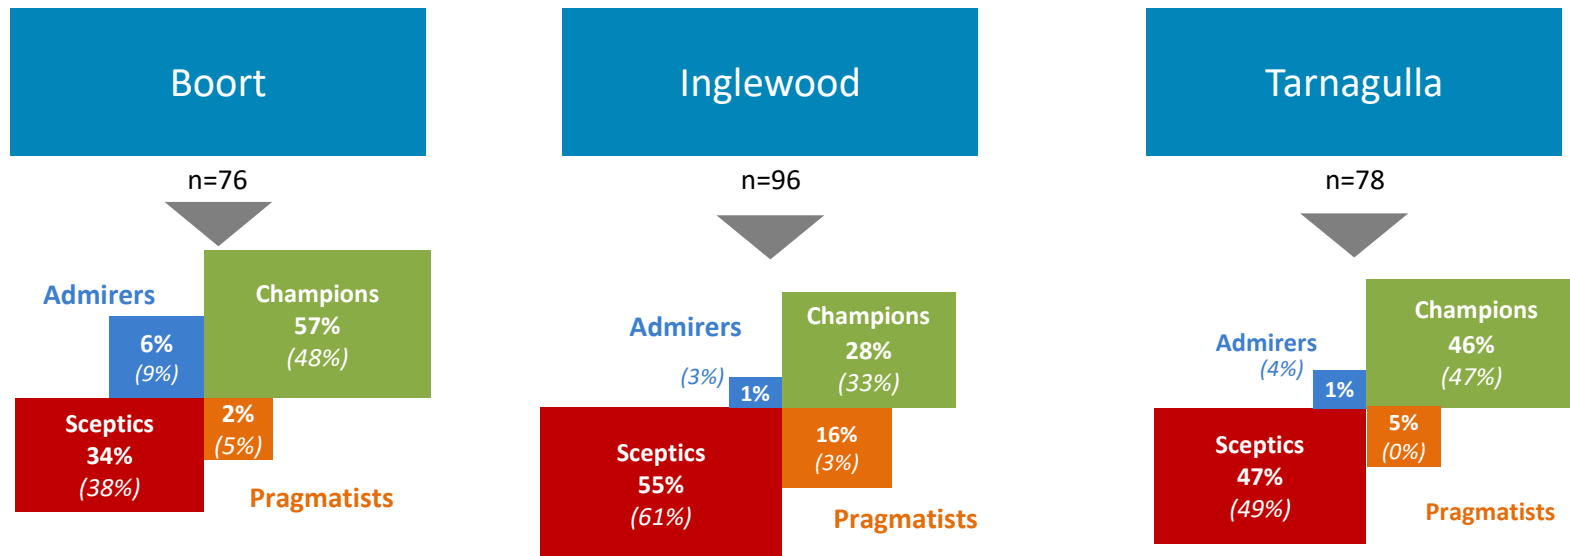 Boort
n=76
Admirers
6%
(9%)
Champions
57%
(48%)
Sceptics
34%
(38%)
2%
(5%)
Pragmatists
Inglewood
n=96
Admirers
(3%)
1%
Champions
28%
(33%)
Sceptics
55%
(61%)
16%
(3%)
Pragmatists
Tarnagulla
n=78
Admirers
(4%)
1%
Champions
46%
(47%)
Sceptics
47%
(49%)
5%
(0%)
Pragmatists